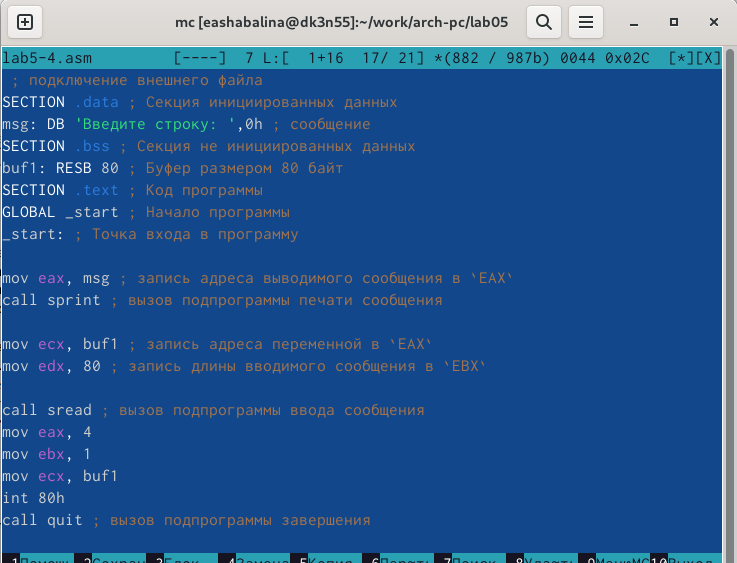 mc [eashabalina@dk3n55]:~/work/arch-pc/lab05
lab5-4.asm [----] 7 L:[ 1+16 17/ 21] *(882 / 987b) 0044 0x02C [*][X]
; подключение внешнего файла
SECTION .data ; Секция инициированных данных
msg: DB 'Введите строку: ',0h ; сообщение
SECTION .bss ; Секция не инициированных данных
buf1: RESB 80 ; Буфер размером 80 байт
SECTION .text ; Код программы
GLOBAL _start ; Начало программы
_start: ; Точка входа в программу
mov eax, msg ; запись адреса выводимого сообщения в `EAX`
call sprint ; вызов подпрограммы печати сообщения
mov ecx, buf1 ; запись адреса переменной в `EAX`
mov edx, 80 ; запись длины вводимого сообщения в `EBX`
call sread ; вызов подпрограммы ввода сообщения
mov eax, 4
mov ebx, 1
mov ecx, buf1
int 80h
call quit ; вызов подпрограммы завершения